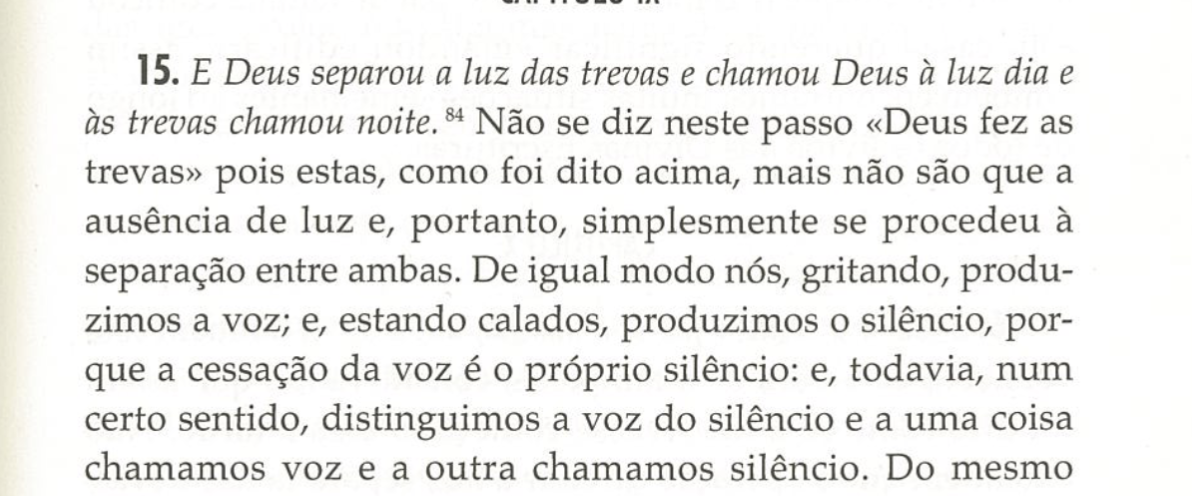 15. E Deus separou a luz das trevas e chamou Deus à luz dia e
às trevas chamou noite. 84 Não se diz neste passo «Deus fez as
trevas» pois estas, como foi dito acima, mais não são que a
ausência de luz e, portanto, simplesmente se procedeu à
separação entre ambas. De igual modo nós, gritando, produ-
zimos a voz; e, estando calados, produzimos o silêncio, por-
que a cessação da voz é o próprio silêncio: e, todavia, num
certo sentido, distinguimos a voz do silêncio e a uma coisa
chamamos voz e a outra chamamos silêncio. Do mesmo